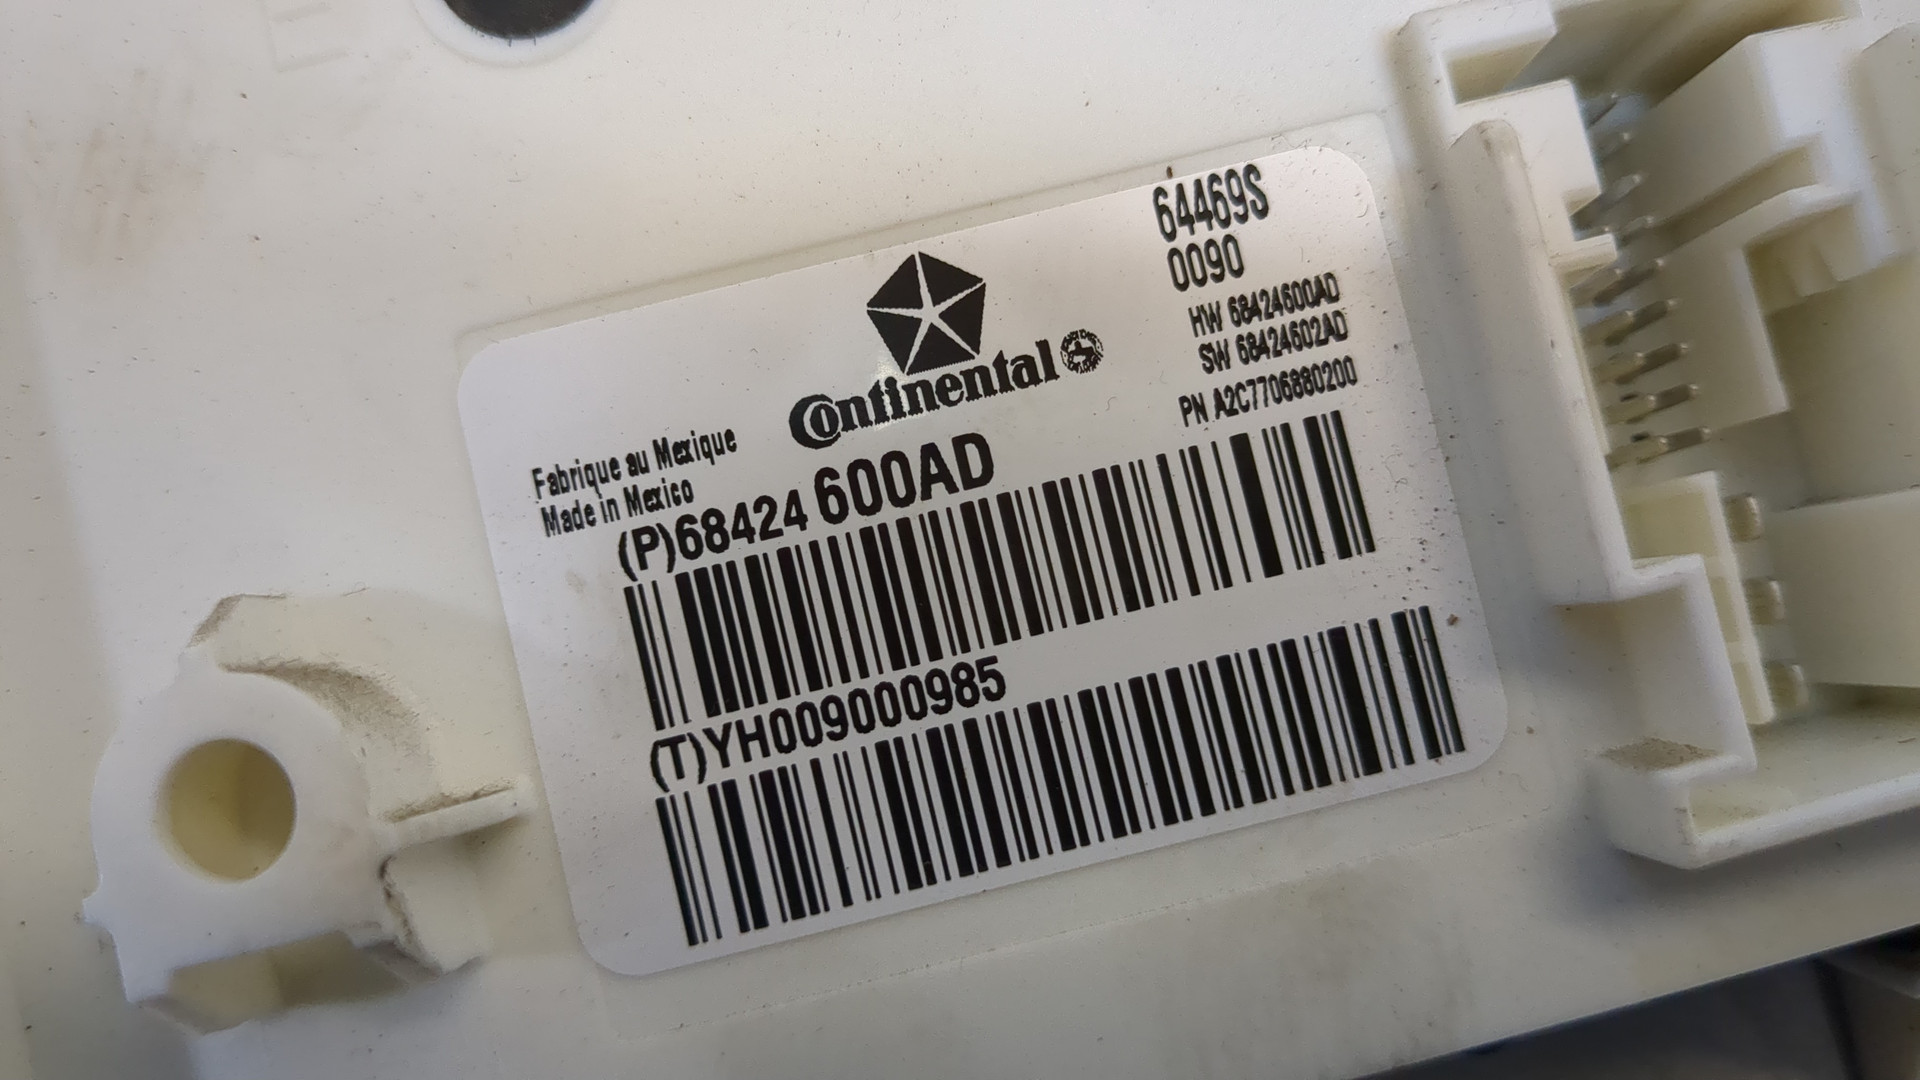 64469S
0090
HW 68424600AD
SW 68424602AD
PN A2C7706880200
Continental
Fabrique au Mexique
Made in Mexico
(P)68424 600AD
(T)YH009000985